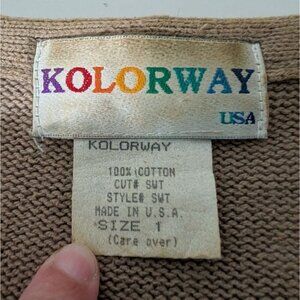 KOLORWAY
USA
KOLORWAY
100% COTTON
CUT# SWT
STYLE# SWT
MADE IN U.S.A.
SIZE 1
(Care over)